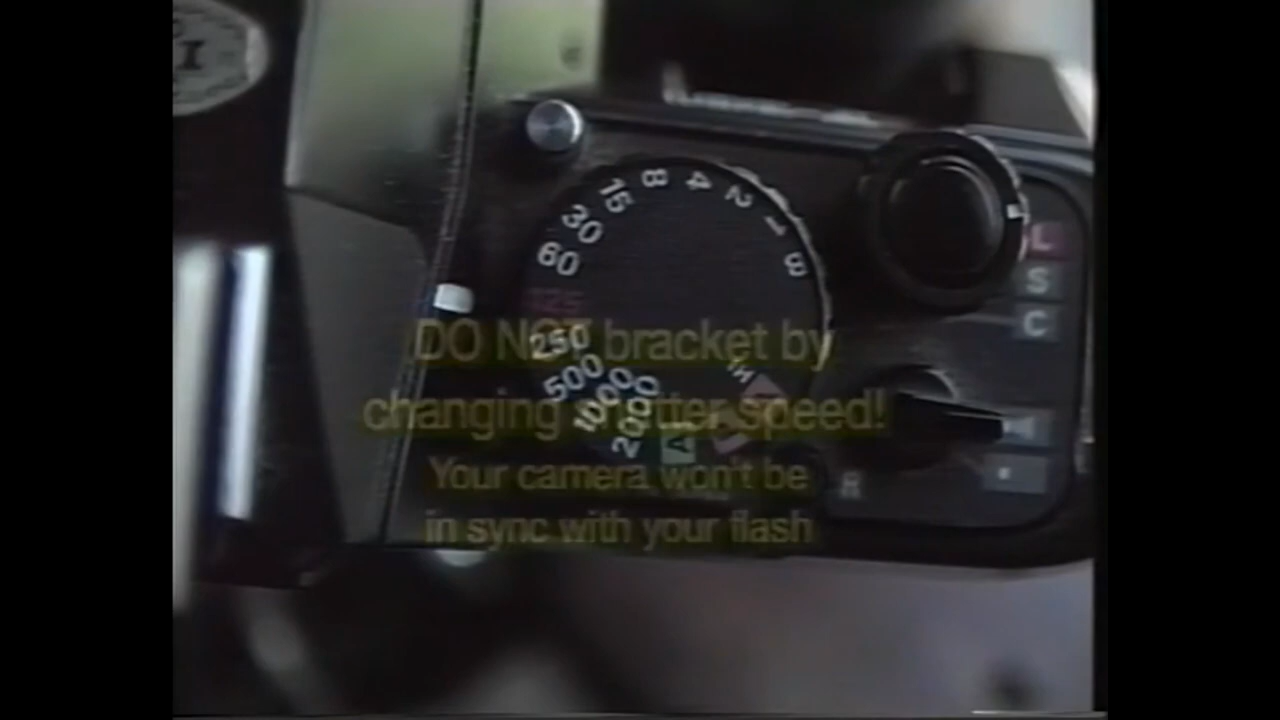 I
8
4
2
1
B
15
30
60
125
250
500
1000
2000
A
L
S
C
R
DO NOT bracket by
changing shutter speed!
Your camera won't be
in sync with your flash